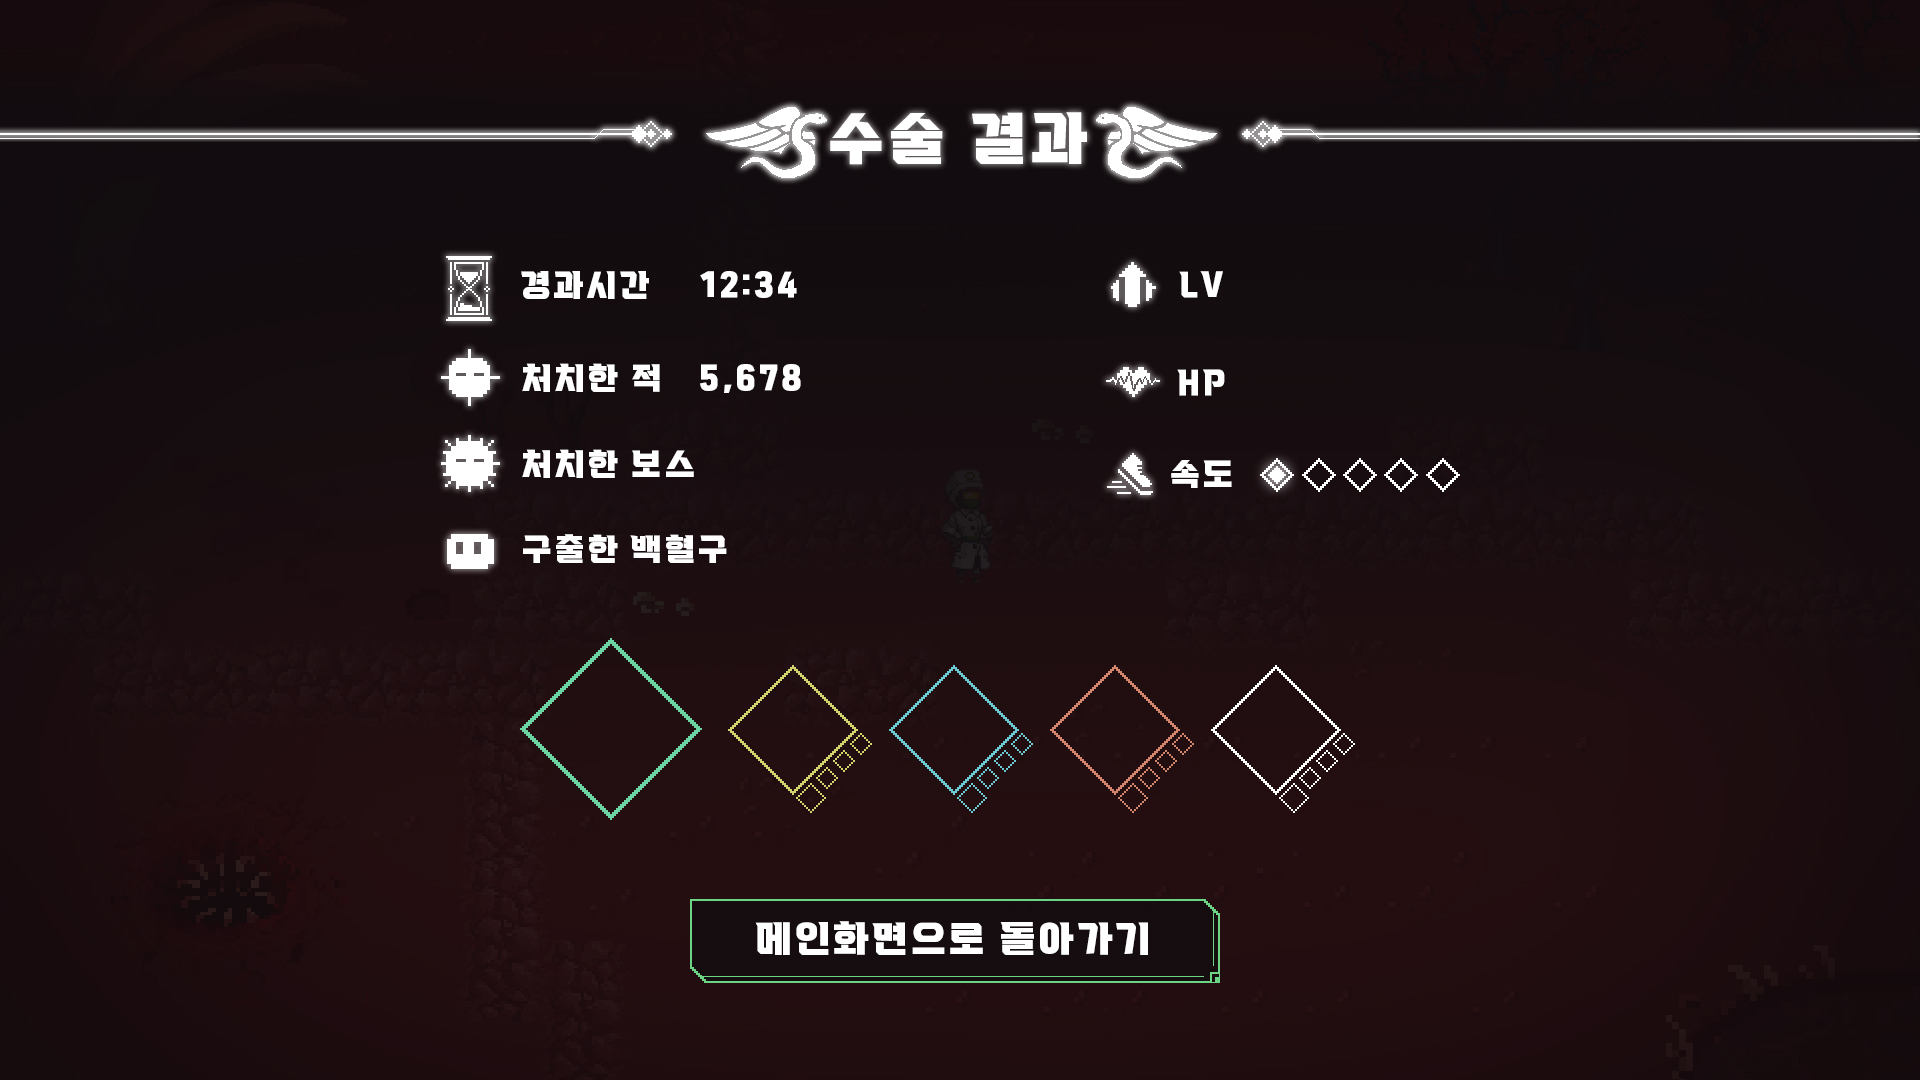 수술 결과
경과시간 12:34
처치한 적 5,678
처치한 보스
구출한 백혈구
LV
HP
속도
메인화면으로 돌아가기